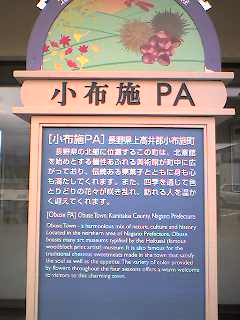 小布施 PA
[小布施PA] 長野県上高井郡小布施町
長野県の北部に位置するこの町は、北斎館
を始めとする個性あふれる美術館が町中に広
がっており、伝統ある栗菓子とともに身も心
も満たしてくれます。また、四季を通じて色
とりどりの花々が咲き乱れ、訪れる人を温か
く迎えてくれます。
[Obuse PA] Obuse Town, Kamitakai County, Nagano Prefecture
Obuse Town - a harmonious mix of nature, culture and history.
Located in the northern area of Nagano Prefecture, Obuse
boasts many art museums typified by the Hokusai (famous
woodblock print artist) museum. It is also famous for the
traditional chestnut sweetmeats made in the town that satisfy
the soul as well as the appetite. The variety of color provided
by flowers throughout the four seasons offers a warm welcome
to visitors to this charming town.